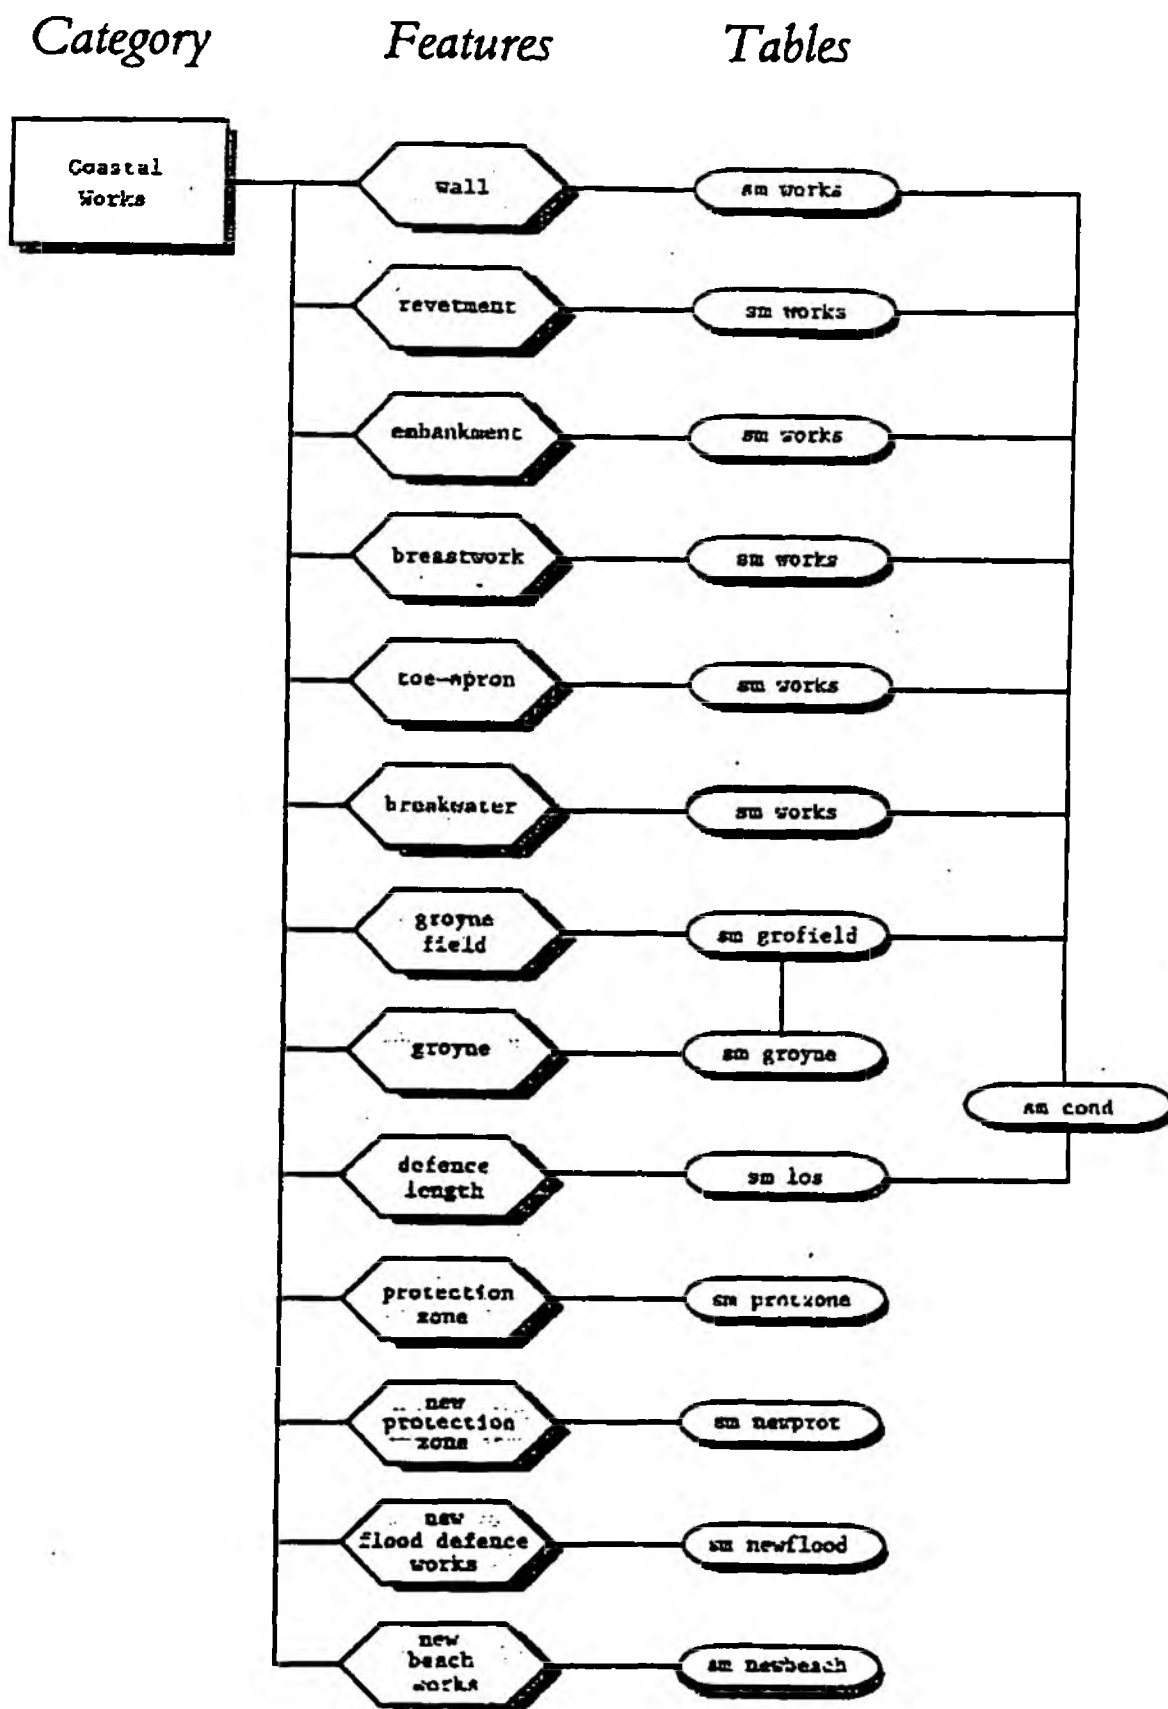 Category Features Tables
Coastal
Works
wall
sm works
revetment
sm works
embankment
sm works
breastwork
sm works
toe-apron
sm works
breakwater
sm works
groyne
field
sm grofield
groyne
sm groyne
sm cond
defence
length
sm los
protection
zone
sm protzone
new
protection
zone
sm newprot
new
flood defence
works
sm newflood
new
beach
works
sm newbeach